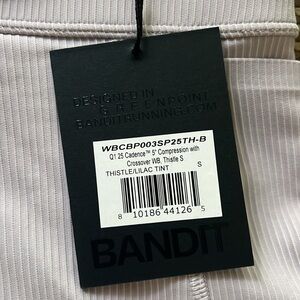 DESIGNED IN
GREENPOINT
BANDITRUNNING.COM
WBCBP003SP25TH-B
Q1 25 Cadence™ 5" Compression with
Crossover WB, Thistle S
THISTLE/LILAC TINT S
8 10186 44126 5
BANDIT